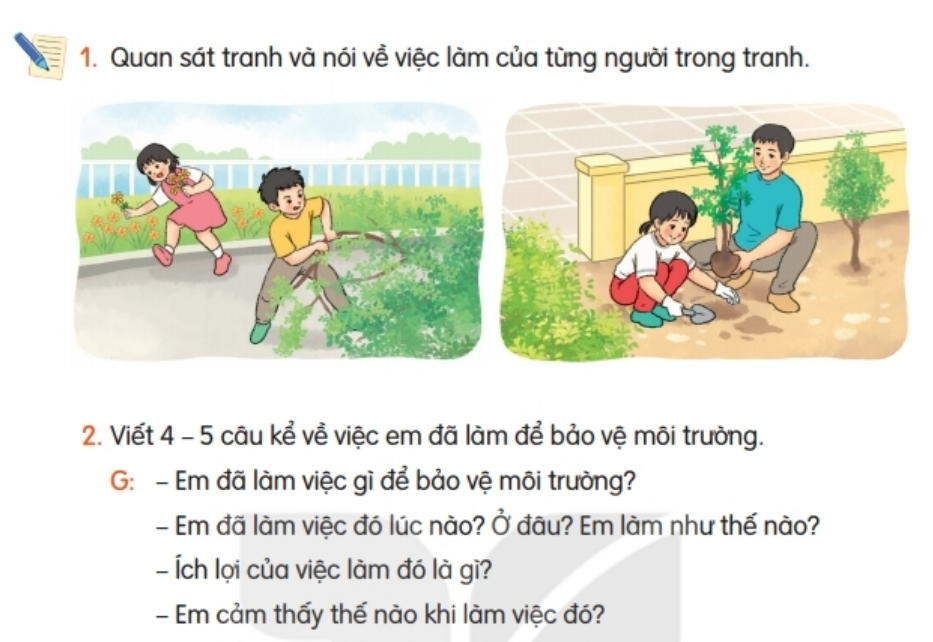 1. Quan sát tranh và nói về việc làm của từng người trong tranh.
2. Viết 4 – 5 câu kể về việc em đã làm để bảo vệ môi trường.
G: – Em đã làm việc gì để bảo vệ môi trường?
– Em đã làm việc đó lúc nào? Ở đâu? Em làm như thế nào?
– Ích lợi của việc làm đó là gì?
– Em cảm thấy thế nào khi làm việc đó?